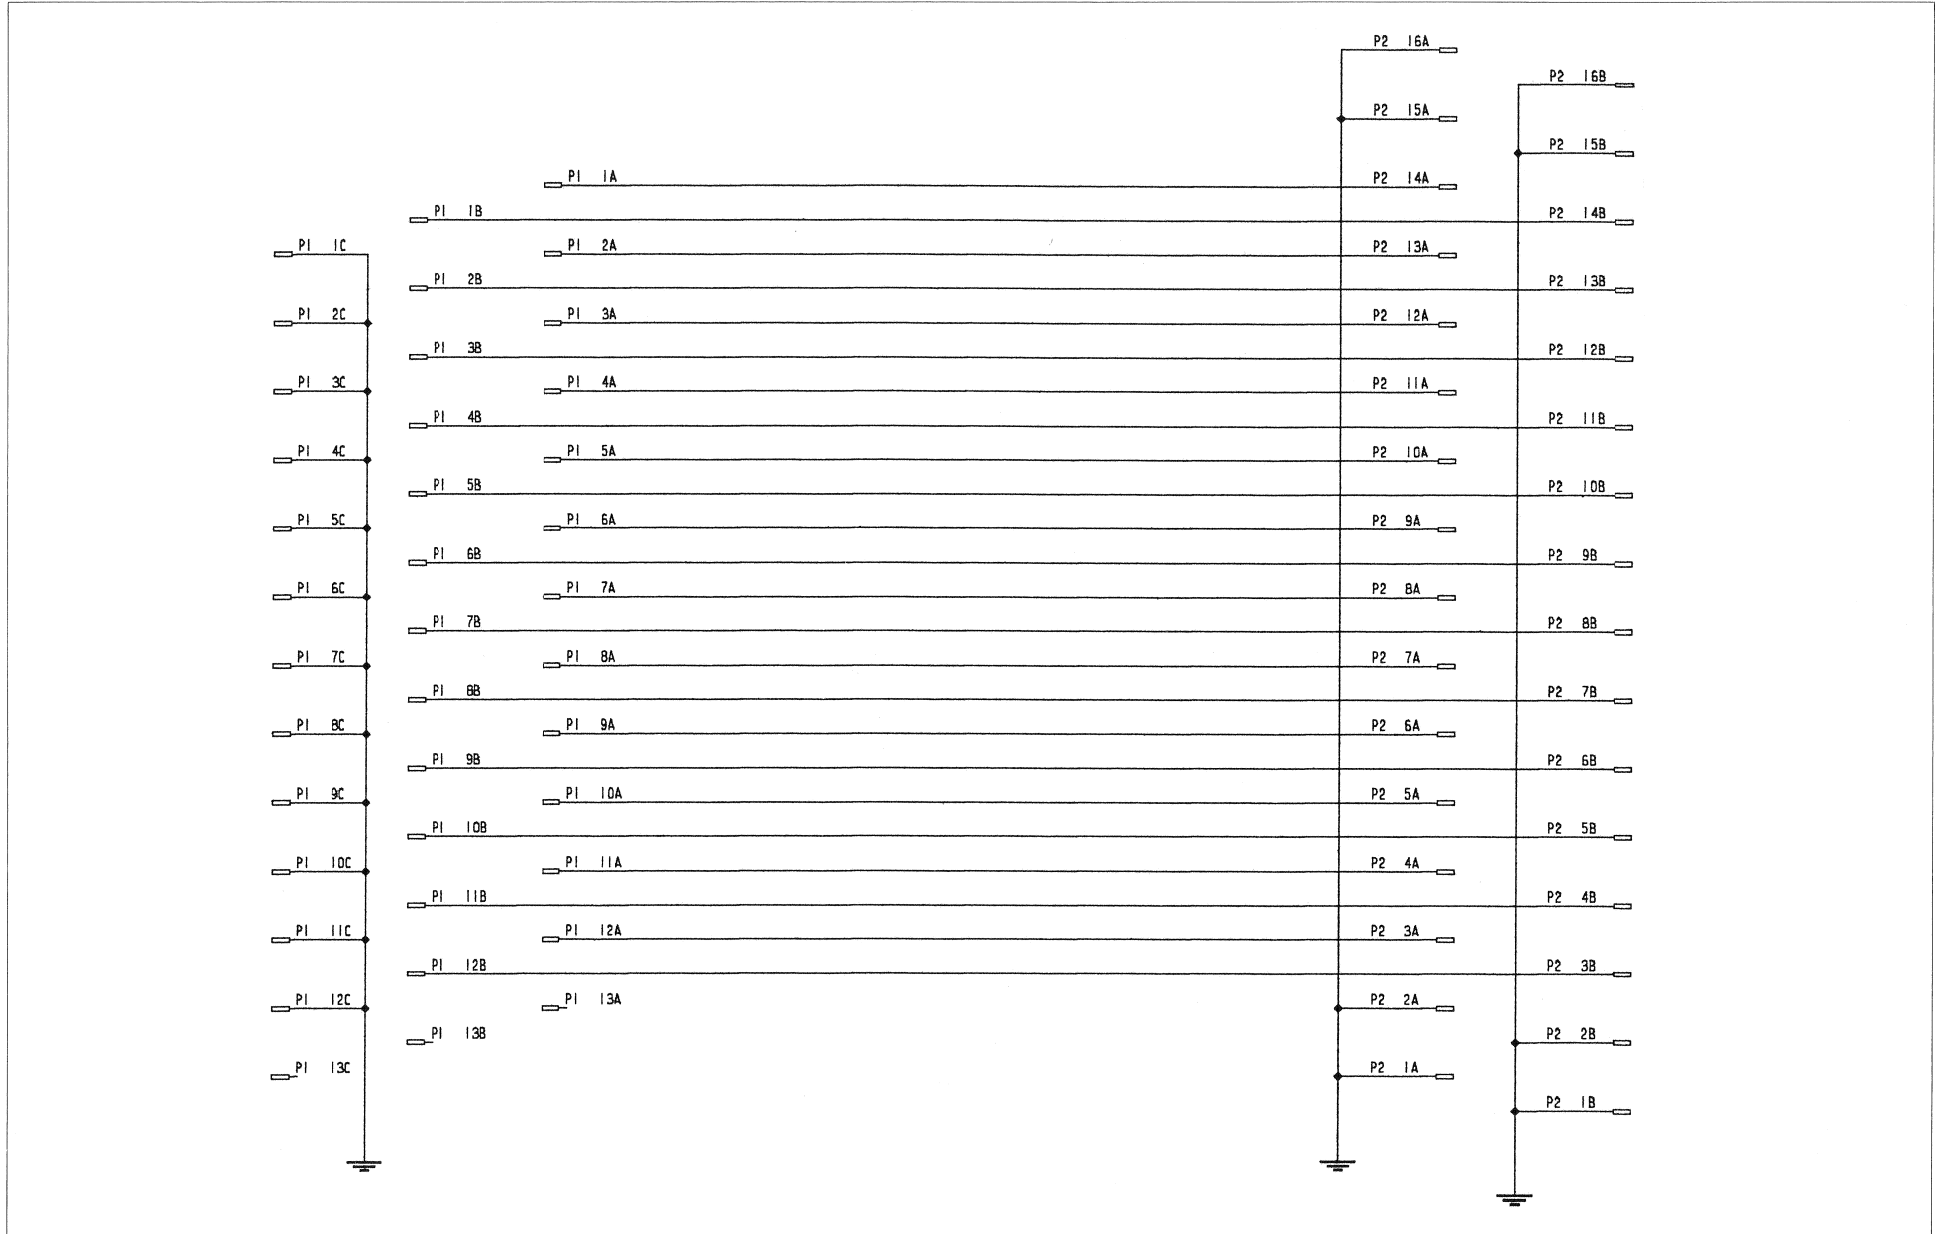 P2 16A
P2 16B
P2 15A
P2 15B
P1 1A P2 14A
P1 1B P2 14B
P1 1C P1 2A P2 13A
P1 2B P2 13B
P1 2C P1 3A P2 12A
P1 3B P2 12B
P1 3C P1 4A P2 11A
P1 4B P2 11B
P1 4C P1 5A P2 10A
P1 5B P2 10B
P1 5C P1 6A P2 9A
P1 6B P2 9B
P1 6C P1 7A P2 8A
P1 7B P2 8B
P1 7C P1 8A P2 7A
P1 8B P2 7B
P1 8C P1 9A P2 6A
P1 9B P2 6B
P1 9C P1 10A P2 5A
P1 10B P2 5B
P1 10C P1 11A P2 4A
P1 11B P2 4B
P1 11C P1 12A P2 3A
P1 12B P2 3B
P1 12C P1 13A P2 2A
P1 13B P2 2B
P1 13C P2 1A
P2 1B